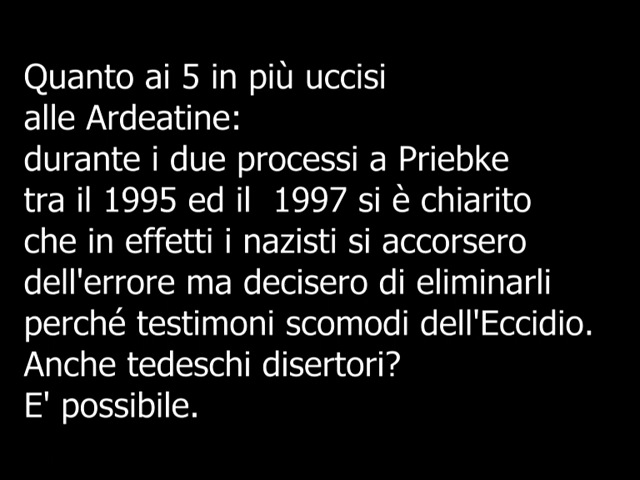 Quanto ai 5 in più uccisi
alle Ardeatine:
durante i due processi a Priebke
tra il 1995 ed il  1997 si è chiarito
che in effetti i nazisti si accorsero
dell'errore ma decisero di eliminarli
perché testimoni scomodi dell'Eccidio.
Anche tedeschi disertori?
E' possibile.